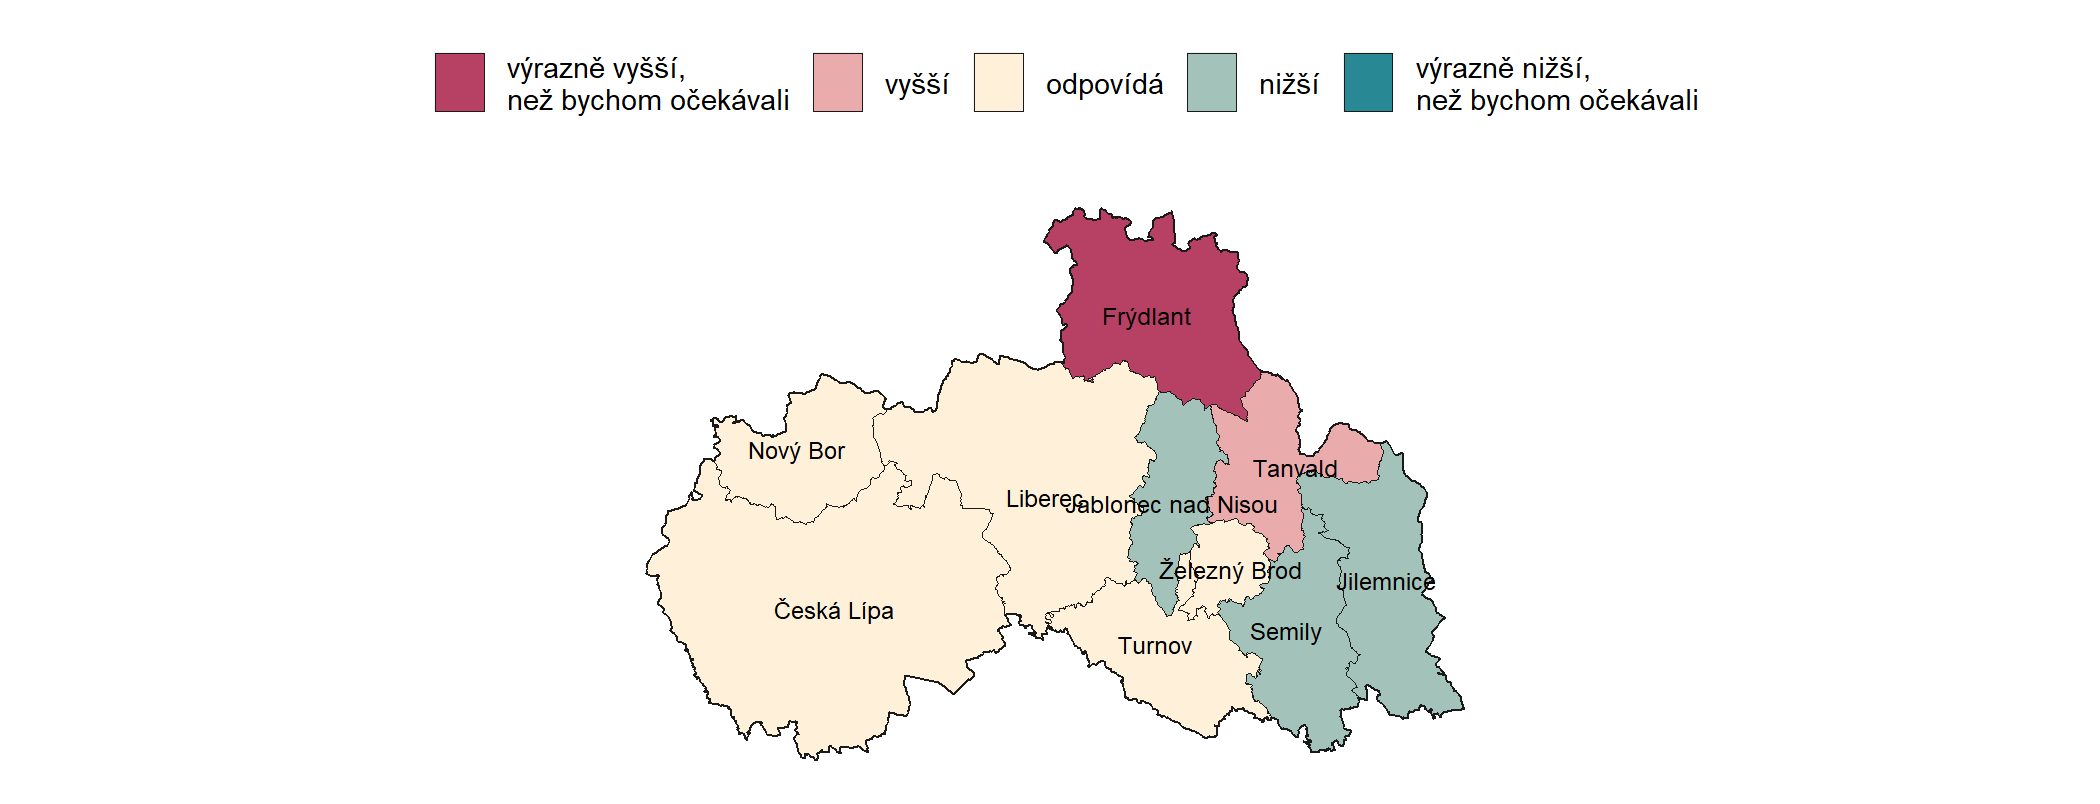 výrazně vyšší,
než bychom očekávali
vyšší
odpovídá
nižší
výrazně nižší,
než bychom očekávali
Frýdlant
Nový Bor
Tanvald
Liberec
Jablonec nad Nisou
Železný Brod
Jilemnice
Česká Lípa
Semily
Turnov